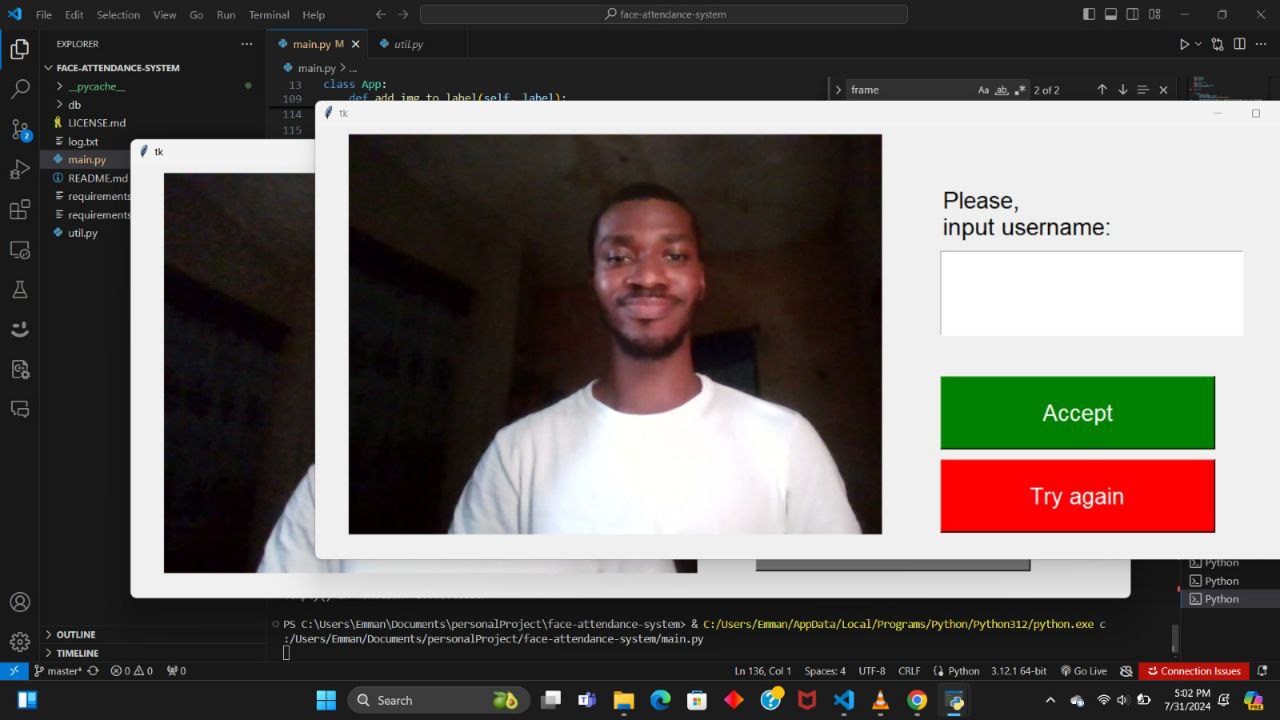 File Edit Selection View Go Run Terminal Help
face-attendance-system
EXPLORER
main.py M
util.py
FACE-ATTENDANCE-SYSTEM
__pycache__
db
LICENSE.md
log.txt
main.py
README.md
requirements
requirements
util.py
main.py > ...
13 class App:
109 def add_img_to_label(self, label):
114
115
frame
Aa ab
2 of 2
tk
tk
Please,
input username:
Accept
Try again
Python
Python
Python
PS C:\Users\Emman\Documents\personalProject\face-attendance-system> & C:/Users/Emman/AppData/Local/Programs/Python/Python312/python.exe c
:/Users/Emman/Documents/personalProject/face-attendance-system/main.py
OUTLINE
TIMELINE
2
master*
0 0
0
Ln 136, Col 1
Spaces: 4
UTF-8
CRLF
Python
3.12.1 64-bit
Go Live
Connection Issues
Search
5:02 PM
7/31/2024
PRE